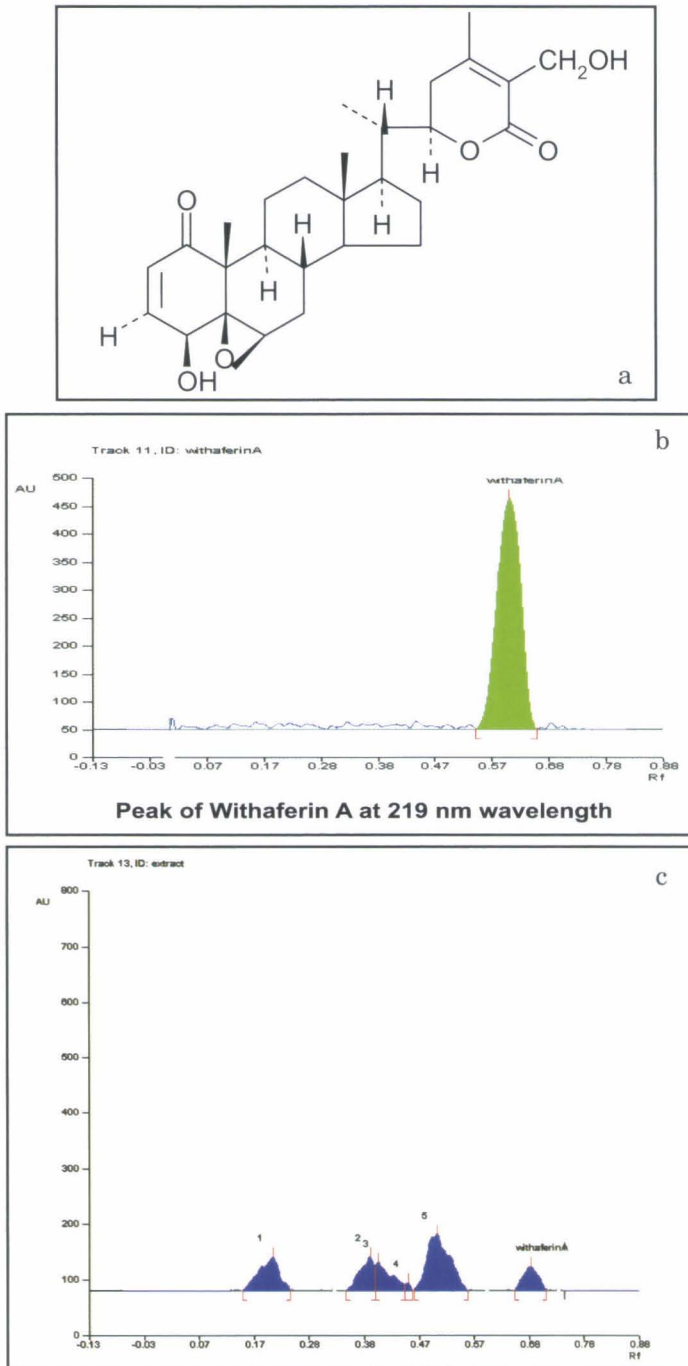 H
CH2OH
O
O
H
O
H
H
H
H
O
OH
a
b
Track 11, ID: withaferinA
AU
withaferinA
500
450
400
350
300
250
200
150
100
50
0
-0.13 -0.03 0.07 0.17 0.28 0.38 0.47 0.57 0.68 0.78 0.88
Rf
Peak of Withaferin A at 219 nm wavelength
c
Track 13, ID: extract
AU
800
700
600
500
400
300
200
100
0
1 2 3 4 5 withaferinA
-0.13 -0.03 0.07 0.17 0.28 0.38 0.47 0.57 0.68 0.78 0.88
Rf